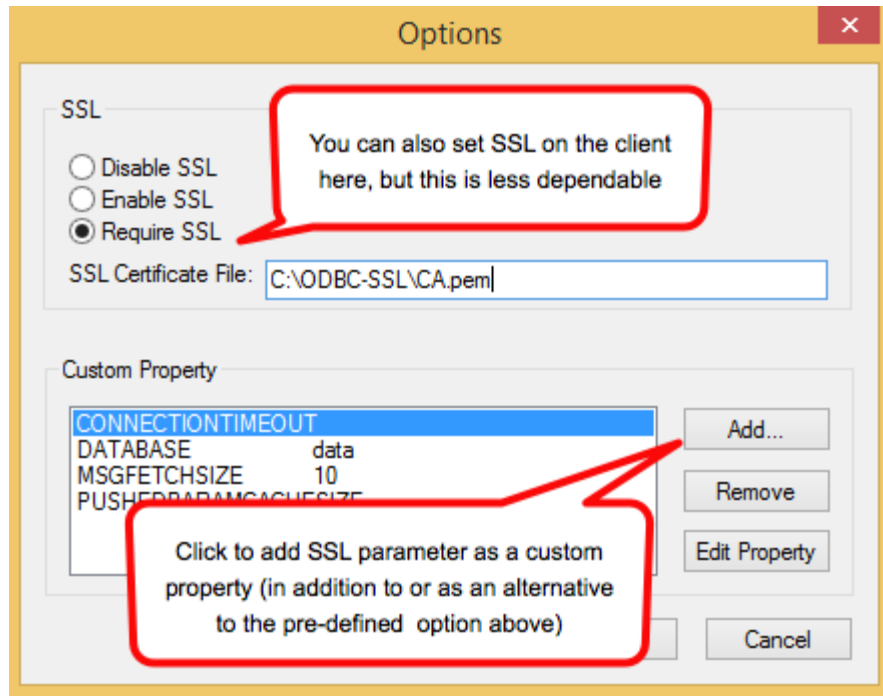 Options
SSL
You can also set SSL on the client
here, but this is less dependable
Disable SSL
Enable SSL
Require SSL
SSL Certificate File: C:\ODBC-SSL\CA.pem
Custom Property
CONNECTIONTIMEOUT
DATABASE data
MSGFETCHSIZE 10
Add...
Remove
Edit Property
Click to add SSL parameter as a custom
property (in addition to or as an alternative
to the pre-defined option above)
Cancel